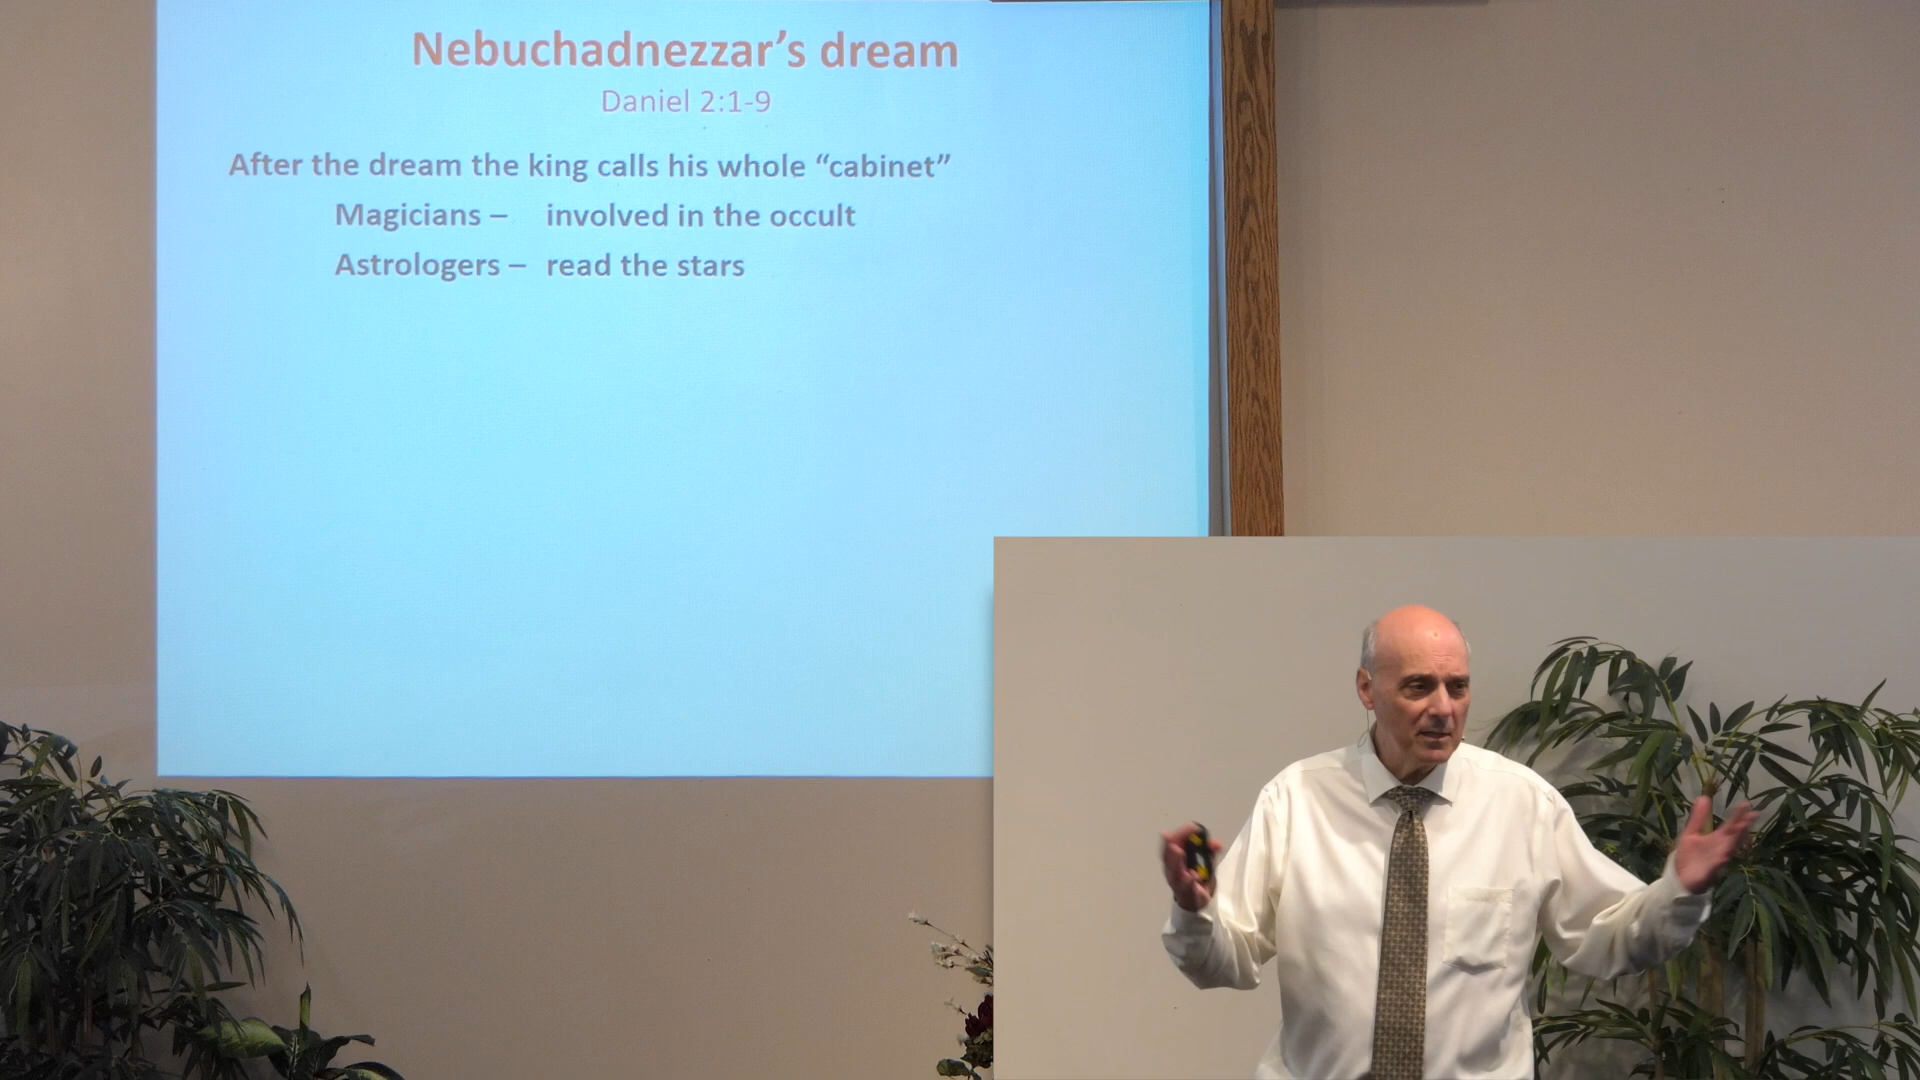 Nebuchadnezzar’s dream
Daniel 2:1-9
After the dream the king calls his whole “cabinet”
Magicians – involved in the occult
Astrologers – read the stars